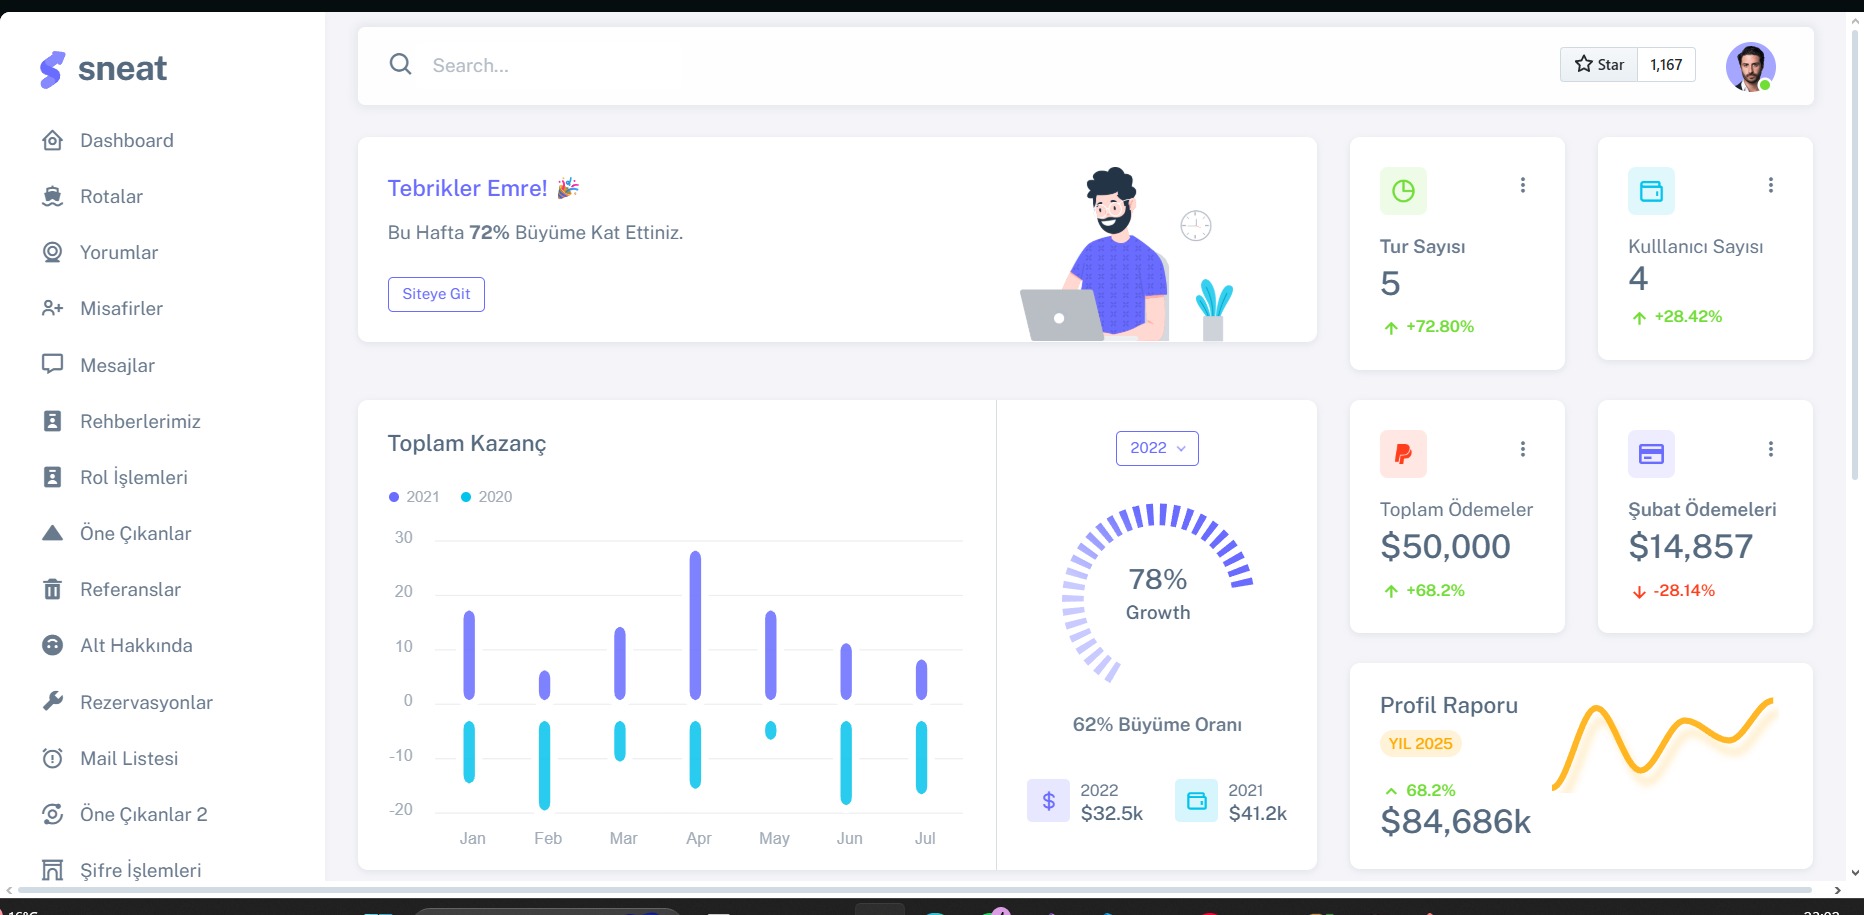 sneat
Dashboard
Rotalar
Yorumlar
Misafirler
Mesajlar
Rehberlerimiz
Rol İşlemleri
Öne Çıkanlar
Referanslar
Alt Hakkında
Rezervasyonlar
Mail Listesi
Öne Çıkanlar 2
Şifre İşlemleri
Search...
Star 1,167
Tebrikler Emre! 🎉
Bu Hafta 72% Büyüme Kat Ettiniz.
Siteye Git
Tur Sayısı
5
+72.80%
Kulllanıcı Sayısı
4
+28.42%
Toplam Kazanç
2021 2020
30
20
10
0
-10
-20
Jan Feb Mar Apr May Jun Jul
2022
78%
Growth
62% Büyüme Oranı
2022
$32.5k
2021
$41.2k
Toplam Ödemeler
$50,000
+68.2%
Şubat Ödemeleri
$14,857
-28.14%
Profil Raporu
YIL 2025
68.2%
$84,686k